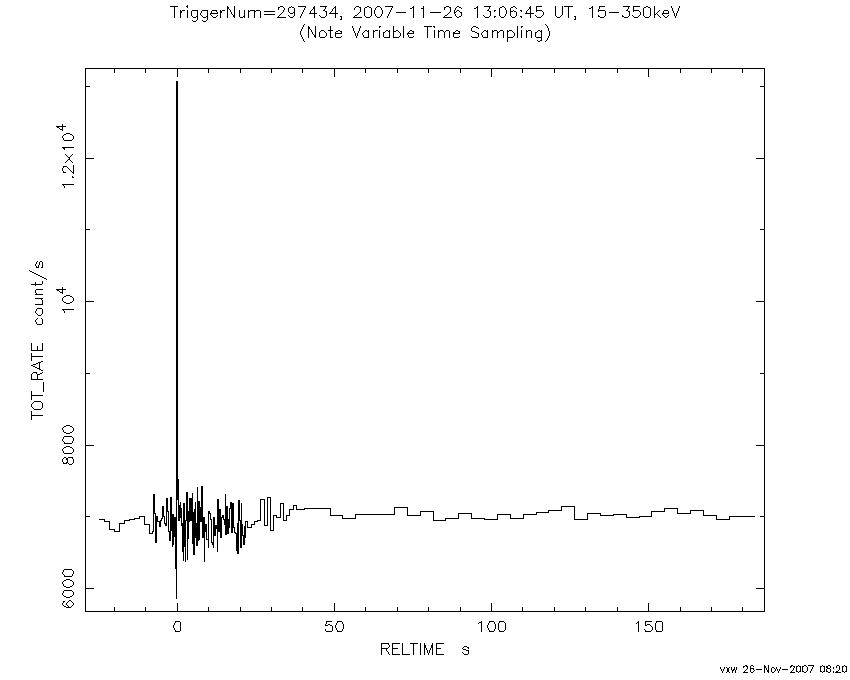 TriggerNum=297434, 2007-11-26 13:06:45 UT, 15-350keV
(Note Variable Time Sampling)
TOT_RATE count/s
1.2×10⁴
10⁴
8000
6000
0 50 100 150
RELTIME s
vxw 26-Nov-2007 08:20